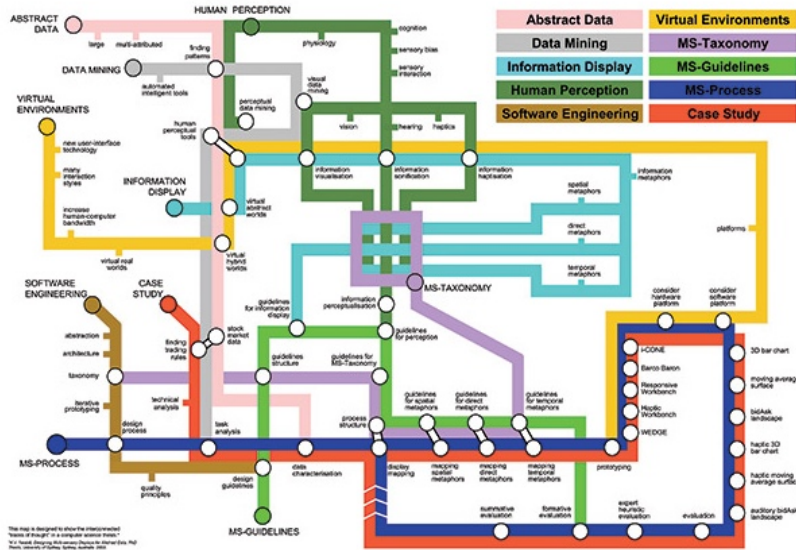 HUMAN PERCEPTION
ABSTRACT
DATA
large
multi-attributed
finding
patterns
physiology
cognition
sensory bias
sensory
interaction
Abstract Data
Data Mining
Information Display
Human Perception
Software Engineering
Virtual Environments
MS-Taxonomy
MS-Guidelines
MS-Process
Case Study
DATA MINING
automated
intelligent tools
visual
data
mining
perceptual
data mining
VIRTUAL
ENVIRONMENTS
human
perceptual
tools
vision
hearing
haptics
new user-interface
technology
many
interaction
styles
increase
human-computer
bandwidth
virtual real
worlds
INFORMATION
DISPLAY
virtual
abstract
worlds
virtual
hybrid
worlds
information
visualisation
information
sonification
information
haptisation
spatial
metaphors
information
metaphors
direct
metaphors
temporal
metaphors
platforms
MS-TAXONOMY
SOFTWARE
ENGINEERING
CASE
STUDY
guidelines
for information
display
information
perceptualisation
guidelines
for perception
consider
hardware
platform
consider
software
platform
abstraction
architecture
taxonomy
iterative
prototyping
finding
trading
rules
stock
market
data
guidelines
structure
guidelines for
MS-Taxonomy
i-CONE
Barco Baron
Responsive
Workbench
Haptic
Workbench
WEDGE
3D bar chart
moving average
surface
bidAsk
landscape
haptic 3D
bar chart
haptic moving
average surface
auditory bidAsk
landscape
technical
analysis
design
process
task
analysis
process
structure
guidelines
for spatial
metaphors
guidelines
for direct
metaphors
guidelines
for temporal
metaphors
MS-PROCESS
quality
principles
design
guidelines
data
characterisation
display
mapping
mapping
spatial
metaphors
mapping
direct
metaphors
mapping
temporal
metaphors
prototyping
MS-GUIDELINES
summative
evaluation
formative
evaluation
expert
heuristic
evaluation
evaluation
This map is designed to show the interconnected
"tracks of thought" in a computer science thesis.*